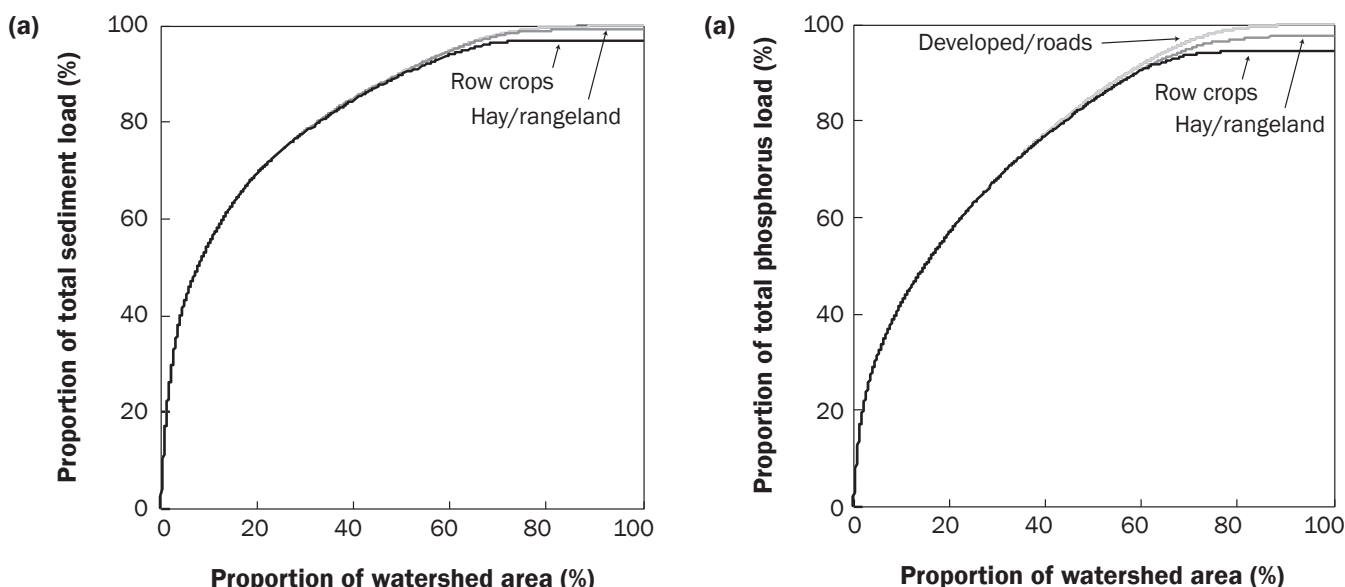 (a)
Proportion of total sediment load (%)
100
80
60
40
20
0
Row crops
Hay/rangeland
0 20 40 60 80 100
Proportion of watershed area (%)
(a)
Proportion of total phosphorus load (%)
100
80
60
40
20
0
Developed/roads
Row crops
Hay/rangeland
0 20 40 60 80 100
Proportion of watershed area (%)